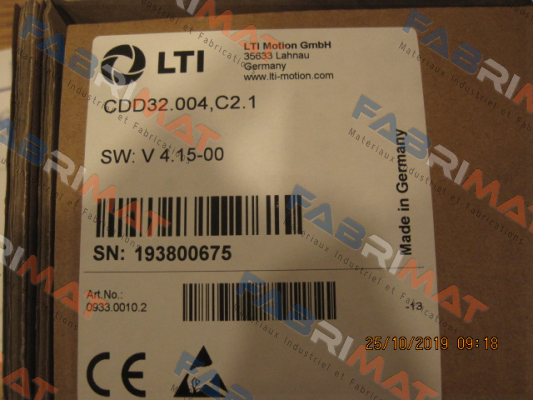 LTI
LTI Motion GmbH
35633 Lahnau
Germany
www.lti-motion.com
CDD32.004,C2.1
SW: V 4.15-00
SN: 193800675
Made in Germany
Art.No.:
0933.0010.2
-13
CE
25/10/2019 09:18
FABRIMAT
Materiaux Industriel et Fabrications